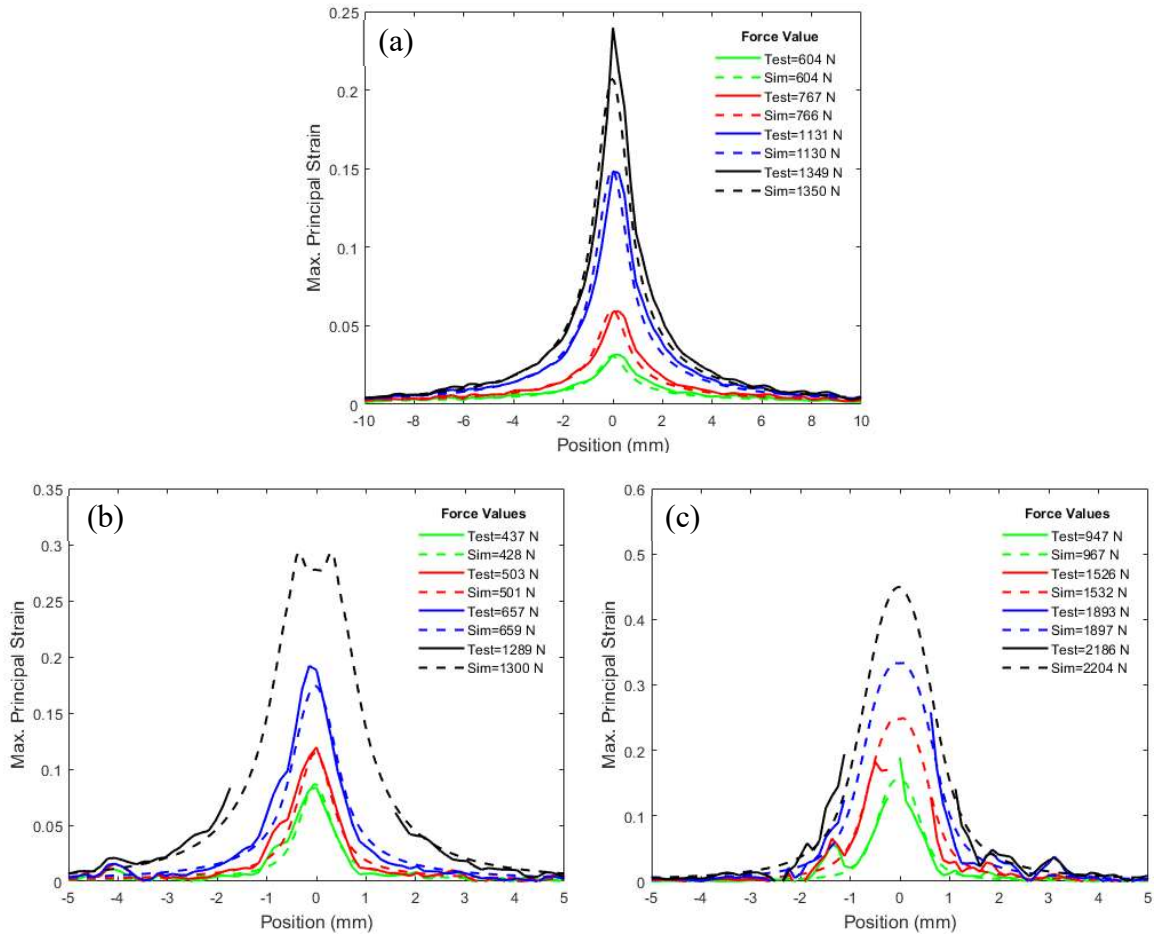 (a)
Force Value
Test=604 N
Sim=604 N
Test=767 N
Sim=766 N
Test=1131 N
Sim=1130 N
Test=1349 N
Sim=1350 N
0.25
0.2
0.15
0.1
0.05
0
Max. Principal Strain
-10 -8 -6 -4 -2 0 2 4 6 8 10
Position (mm)
(b)
Force Values
Test=437 N
Sim=428 N
Test=503 N
Sim=501 N
Test=657 N
Sim=659 N
Test=1289 N
Sim=1300 N
0.35
0.3
0.25
0.2
0.15
0.1
0.05
0
Max. Principal Strain
-5 -4 -3 -2 -1 0 1 2 3 4 5
Position (mm)
(c)
Force Values
Test=947 N
Sim=967 N
Test=1526 N
Sim=1532 N
Test=1893 N
Sim=1897 N
Test=2186 N
Sim=2204 N
0.6
0.5
0.4
0.3
0.2
0.1
0
Max. Principal Strain
-5 -4 -3 -2 -1 0 1 2 3 4 5
Position (mm)